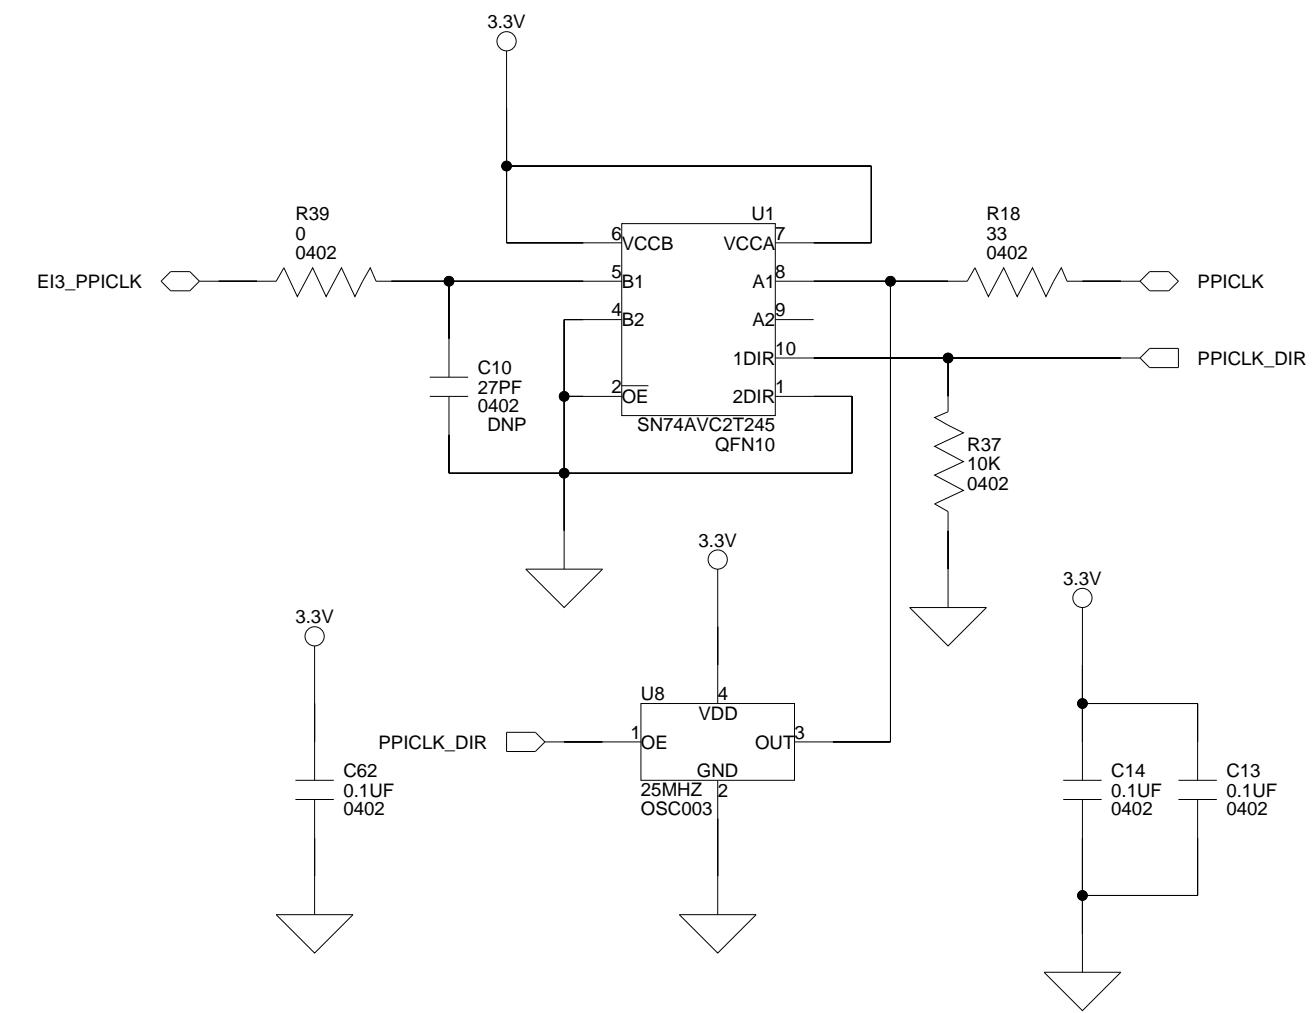 3.3V
R39
0
0402
U1
R18
33
0402
6
VCCB
VCCA
7
EI3_PPICLK
5
B1
A1
8
PPICLK
4
B2
A2
9
1DIR
10
PPICLK_DIR
C10
27PF
0402
DNP
2
OE
2DIR
1
SN74AVC2T245
QFN10
R37
10K
0402
3.3V
3.3V
3.3V
U8
4
VDD
PPICLK_DIR
1
OE
OUT
3
GND
2
25MHZ
OSC003
C62
0.1UF
0402
C14
0.1UF
0402
C13
0.1UF
0402